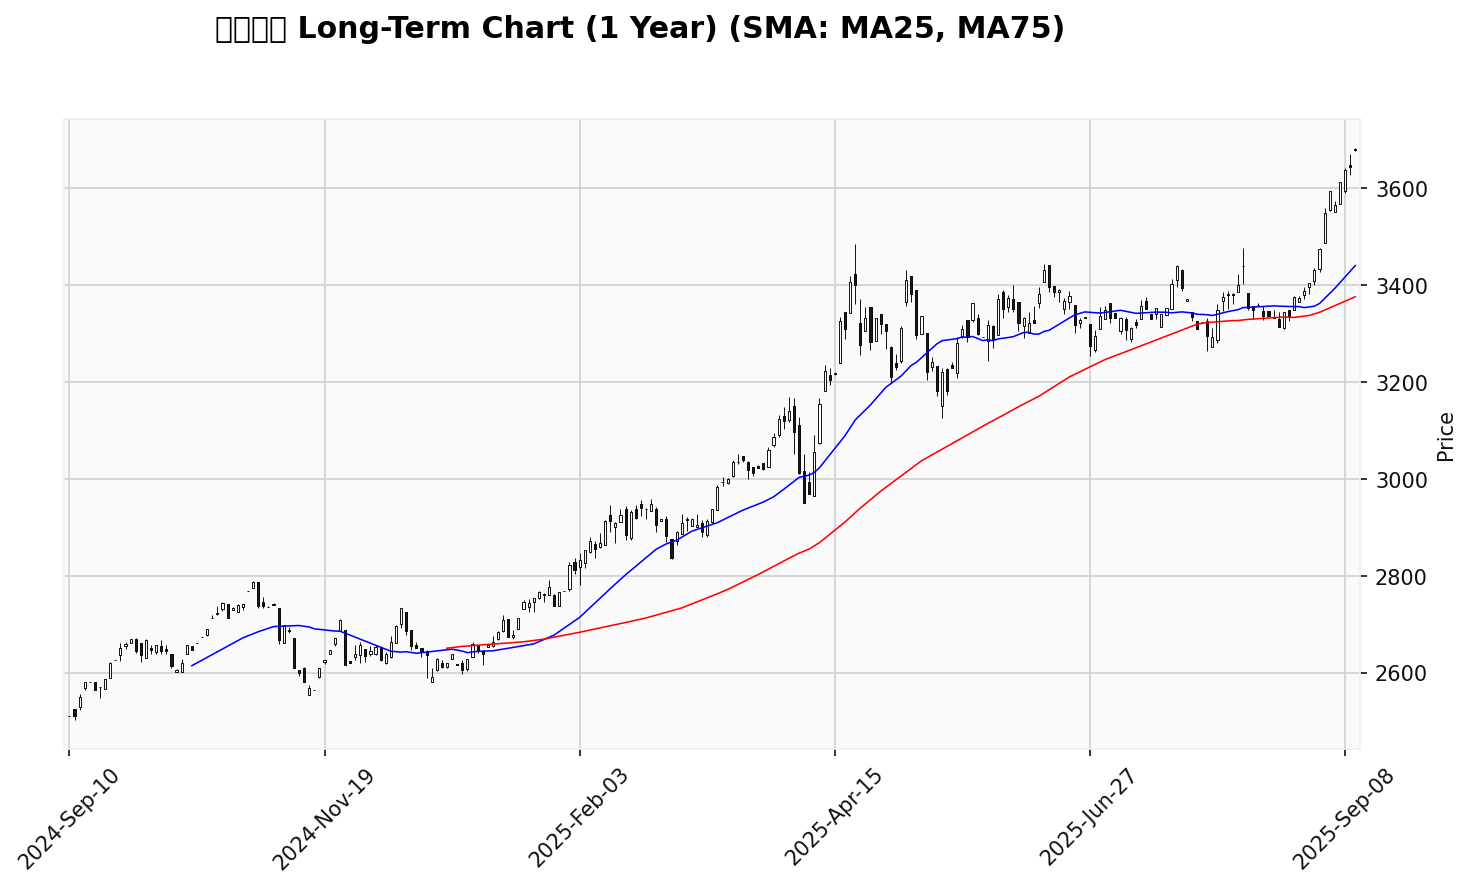 Long-Term Chart (1 Year) (SMA: MA25, MA75)
3600
3400
3200
3000
2800
2600
Price
2024-Sep-10
2024-Nov-19
2025-Feb-03
2025-Apr-15
2025-Jun-27
2025-Sep-08